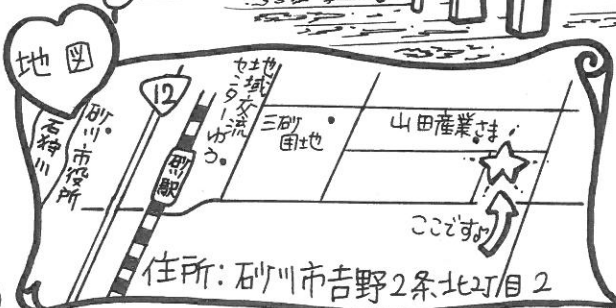 地図
石狩川
砂川市役所
12
砂川駅
地域交流
センターゆう
三砂
団地
山田産業さま
ここです♪
住所：砂川市吉野2条北2丁目2